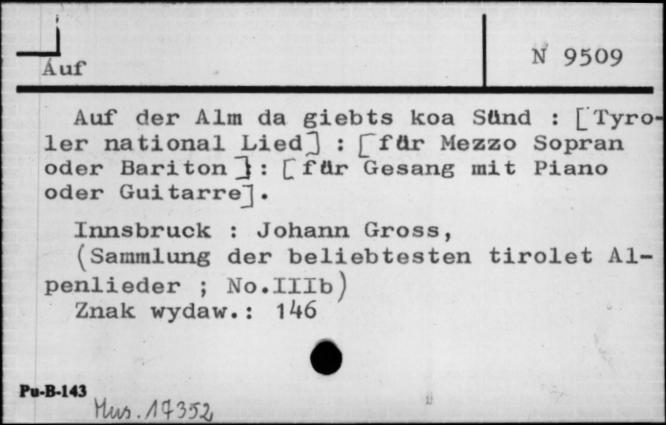 Auf
N 9509
Auf der Alm da giebts koa Sünd : [Tyro-
ler national Lied] : [für Mezzo Sopran
oder Bariton]: [für Gesang mit Piano
oder Guitarre].
Innsbruck : Johann Gross,
(Sammlung der beliebtesten tirolet Al-
penlieder ; No.IIIb)
Znak wydaw.: 146
Pu-B-143
Mus. 17352